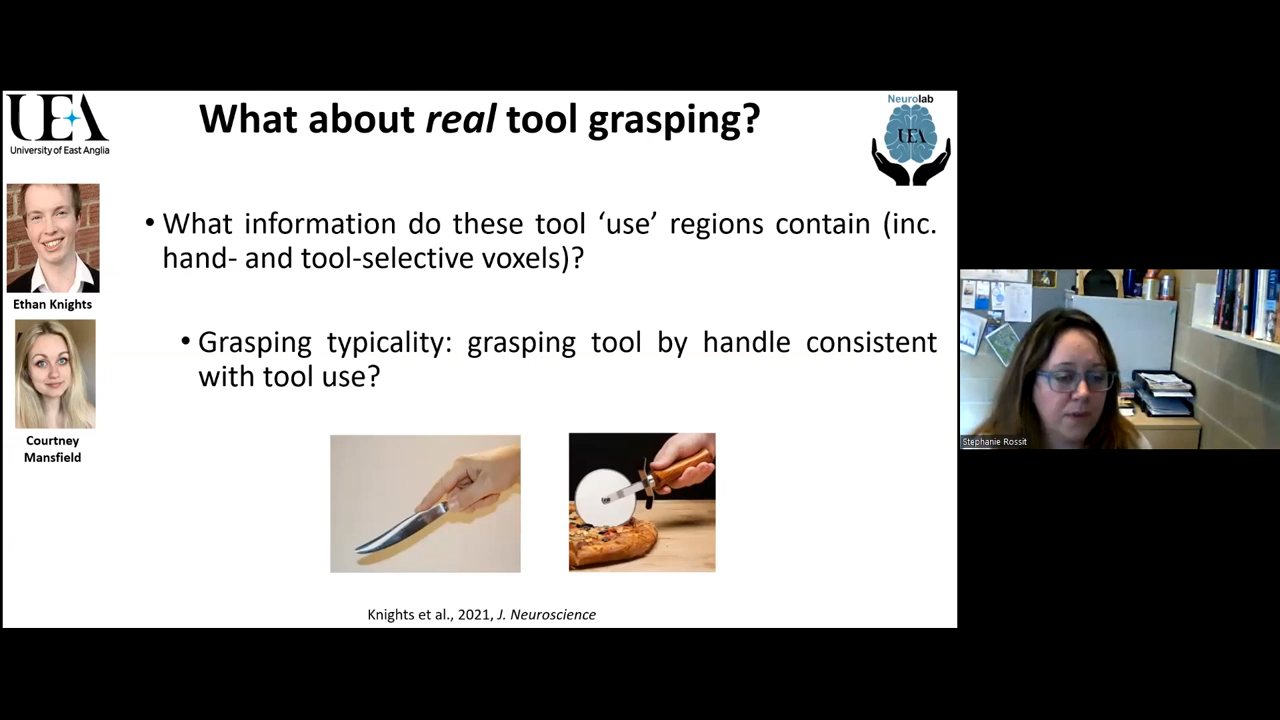 UEA
University of East Anglia
What about real tool grasping?
Neurolab
UEA
Ethan Knights
Courtney
Mansfield
• What information do these tool ‘use’ regions contain (inc.
hand- and tool-selective voxels)?
• Grasping typicality: grasping tool by handle consistent
with tool use?
Knights et al., 2021, J. Neuroscience
Stephanie Rossit